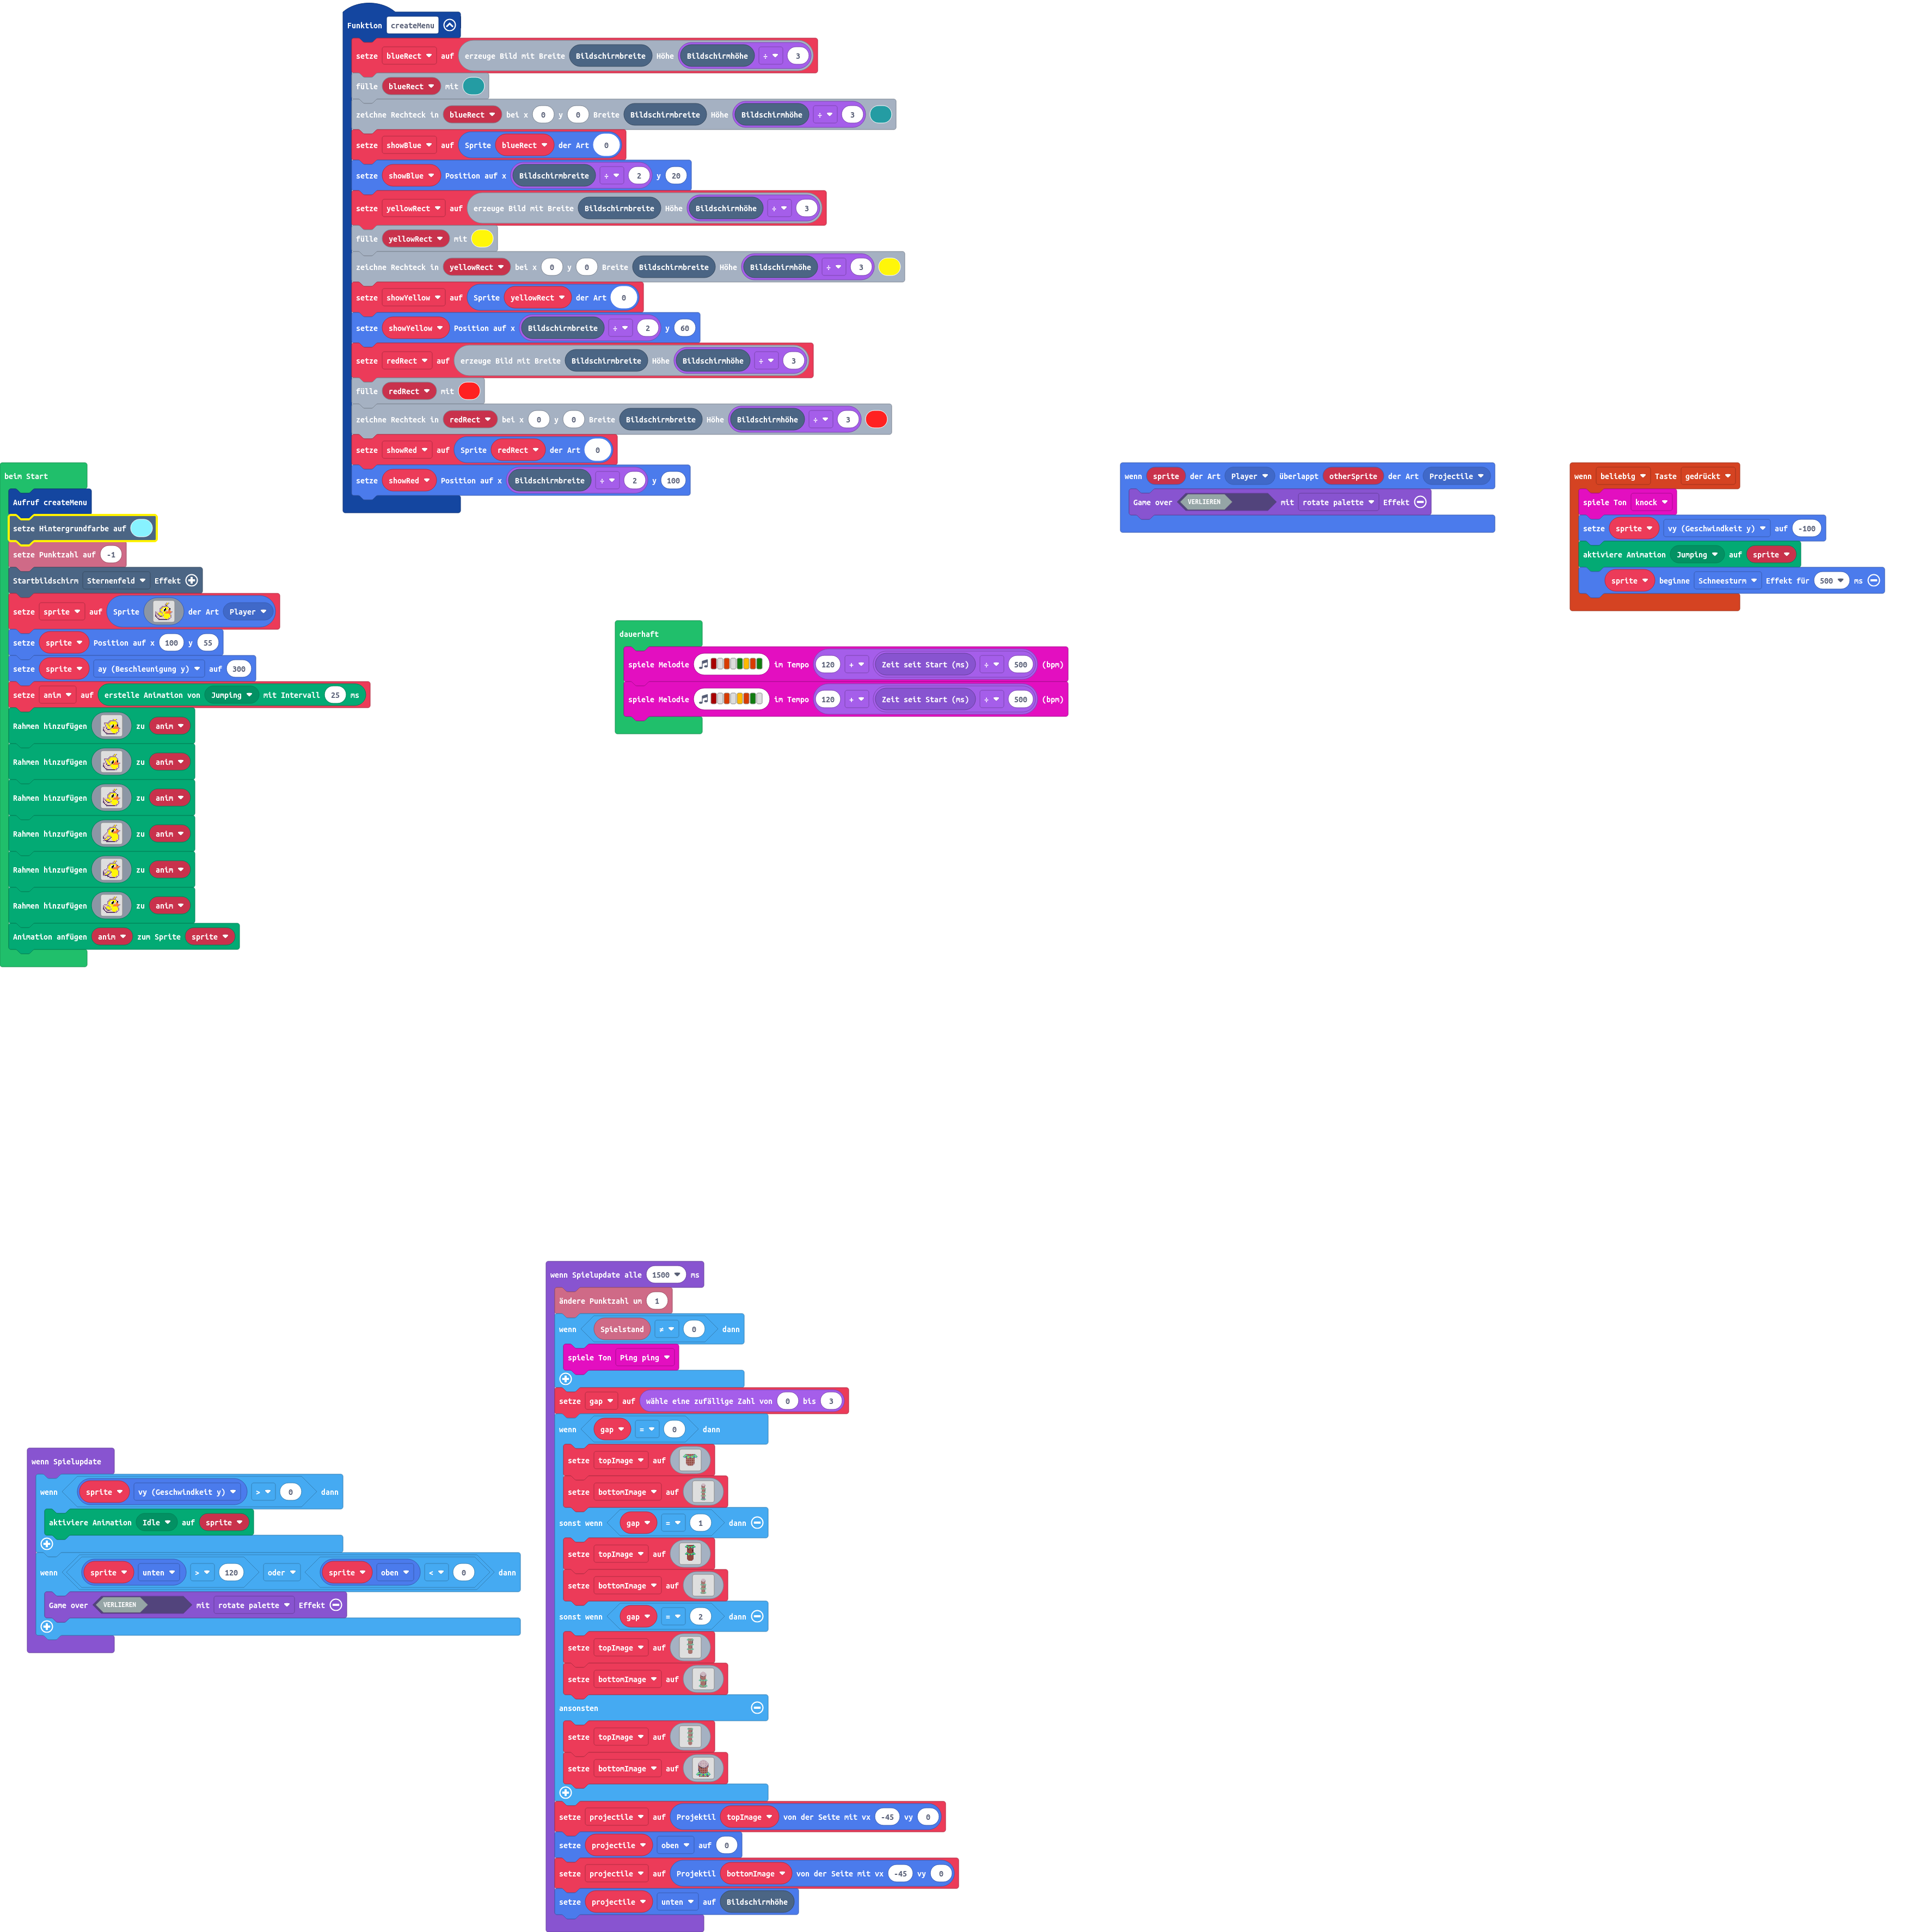 Funktion createMenu
setze blueRect auf erzeuge Bild mit Breite Bildschirmbreite Höhe Bildschirmhöhe ÷ 3
fülle blueRect mit
zeichne Rechteck in blueRect bei x 0 y 0 Breite Bildschirmbreite Höhe Bildschirmhöhe ÷ 3
setze showBlue auf Sprite blueRect der Art 0
setze showBlue Position auf x Bildschirmbreite ÷ 2 y 20
setze yellowRect auf erzeuge Bild mit Breite Bildschirmbreite Höhe Bildschirmhöhe ÷ 3
fülle yellowRect mit
zeichne Rechteck in yellowRect bei x 0 y 0 Breite Bildschirmbreite Höhe Bildschirmhöhe ÷ 3
setze showYellow auf Sprite yellowRect der Art 0
setze showYellow Position auf x Bildschirmbreite ÷ 2 y 60
setze redRect auf erzeuge Bild mit Breite Bildschirmbreite Höhe Bildschirmhöhe ÷ 3
fülle redRect mit
zeichne Rechteck in redRect bei x 0 y 0 Breite Bildschirmbreite Höhe Bildschirmhöhe ÷ 3
setze showRed auf Sprite redRect der Art 0
setze showRed Position auf x Bildschirmbreite ÷ 2 y 100
beim Start
Aufruf createMenu
setze Hintergrundfarbe auf
setze Punktzahl auf -1
Startbildschirm Sternenfeld Effekt
setze sprite auf Sprite der Art Player
setze sprite Position auf x 100 y 55
setze sprite ay (Beschleunigung y) auf 300
setze anim auf erstelle Animation von Jumping mit Intervall 25 ms
Rahmen hinzufügen zu anim
Rahmen hinzufügen zu anim
Rahmen hinzufügen zu anim
Rahmen hinzufügen zu anim
Rahmen hinzufügen zu anim
Rahmen hinzufügen zu anim
Animation anfügen anim zum Sprite sprite
dauerhaft
spiele Melodie im Tempo 120 + Zeit seit Start (ms) ÷ 500 (bpm)
spiele Melodie im Tempo 120 + Zeit seit Start (ms) ÷ 500 (bpm)
wenn sprite der Art Player überlappt otherSprite der Art Projectile
Game over VERLIEREN mit rotate palette Effekt
wenn beliebig Taste gedrückt
spiele Ton knock
setze sprite vy (Geschwindkeit y) auf -100
aktiviere Animation Jumping auf sprite
sprite beginne Schneesturm Effekt für 500 ms
wenn Spielupdate
wenn sprite vy (Geschwindkeit y) > 0 dann
aktiviere Animation Idle auf sprite
wenn sprite unten > 120 oder sprite oben < 0 dann
Game over VERLIEREN mit rotate palette Effekt
wenn Spielupdate alle 1500 ms
ändere Punktzahl um 1
wenn Spielstand ≠ 0 dann
spiele Ton Ping ping
setze gap auf wähle eine zufällige Zahl von 0 bis 3
wenn gap = 0 dann
setze topImage auf
setze bottomImage auf
sonst wenn gap = 1 dann
setze topImage auf
setze bottomImage auf
sonst wenn gap = 2 dann
setze topImage auf
setze bottomImage auf
ansonsten
setze topImage auf
setze bottomImage auf
setze projectile auf Projektil topImage von der Seite mit vx -45 vy 0
setze projectile oben auf 0
setze projectile auf Projektil bottomImage von der Seite mit vx -45 vy 0
setze projectile unten auf Bildschirmhöhe